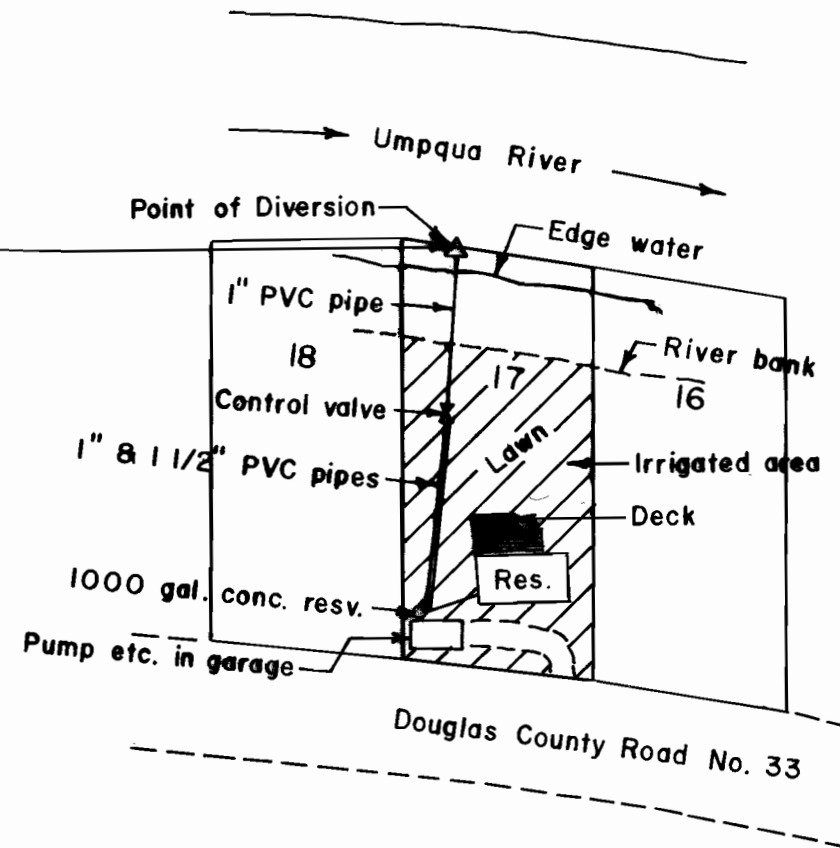 Umpqua River
Point of Diversion
Edge water
1" PVC pipe
River bank
18
17
16
Control valve
Lawn
1" & 1 1/2" PVC pipes
Irrigated area
Deck
1000 gal. conc. resv.
Res.
Pump etc. in garage
Douglas County Road No. 33